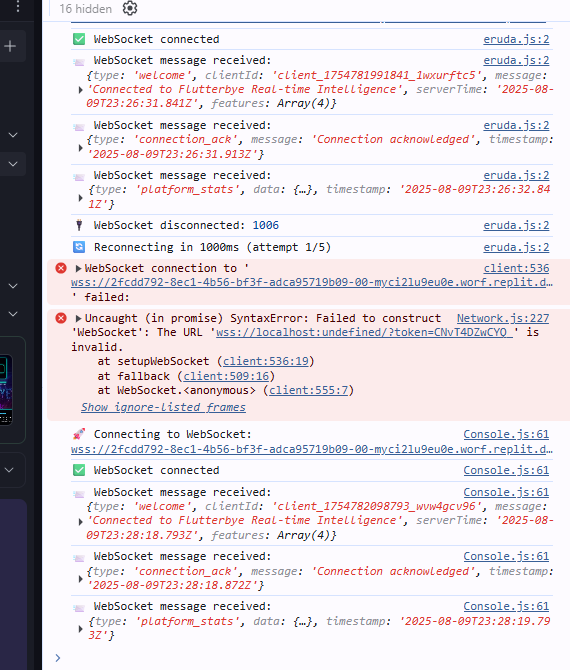 16 hidden
✅ WebSocket connected eruda.js:2
📨 WebSocket message received: eruda.js:2
{type: 'welcome', clientId: 'client_1754781991841_1wxurftc5', message:
'Connected to Flutterbye Real-time Intelligence', serverTime: '2025-08-
09T23:26:31.841Z', features: Array(4)}
📨 WebSocket message received: eruda.js:2
{type: 'connection_ack', message: 'Connection acknowledged', timestamp:
'2025-08-09T23:26:31.913Z'}
📨 WebSocket message received: eruda.js:2
{type: 'platform_stats', data: {…}, timestamp: '2025-08-09T23:26:32.84
1Z'}
🔌 WebSocket disconnected: 1006 eruda.js:2
🔄 Reconnecting in 1000ms (attempt 1/5) eruda.js:2
WebSocket connection to ' client:536
wss://2fcdd792-8ec1-4b56-bf3f-adca95719b09-00-myci2lu9eu0e.worf.replit.d…
' failed:
Uncaught (in promise) SyntaxError: Failed to construct Network.js:227
'WebSocket': The URL 'wss://localhost:undefined/?token=CNvT4DZwCYQ_' is
invalid.
at setupWebSocket (client:536:19)
at fallback (client:509:16)
at WebSocket.<anonymous> (client:555:7)
Show ignore-listed frames
🚀 Connecting to WebSocket: Console.js:61
wss://2fcdd792-8ec1-4b56-bf3f-adca95719b09-00-myci2lu9eu0e.worf.replit.d…
✅ WebSocket connected Console.js:61
📨 WebSocket message received: Console.js:61
{type: 'welcome', clientId: 'client_1754782098793_wvw4gcv96', message:
'Connected to Flutterbye Real-time Intelligence', serverTime: '2025-08-
09T23:28:18.793Z', features: Array(4)}
📨 WebSocket message received: Console.js:61
{type: 'connection_ack', message: 'Connection acknowledged', timestamp:
'2025-08-09T23:28:18.872Z'}
📨 WebSocket message received: Console.js:61
{type: 'platform_stats', data: {…}, timestamp: '2025-08-09T23:28:19.79
3Z'}